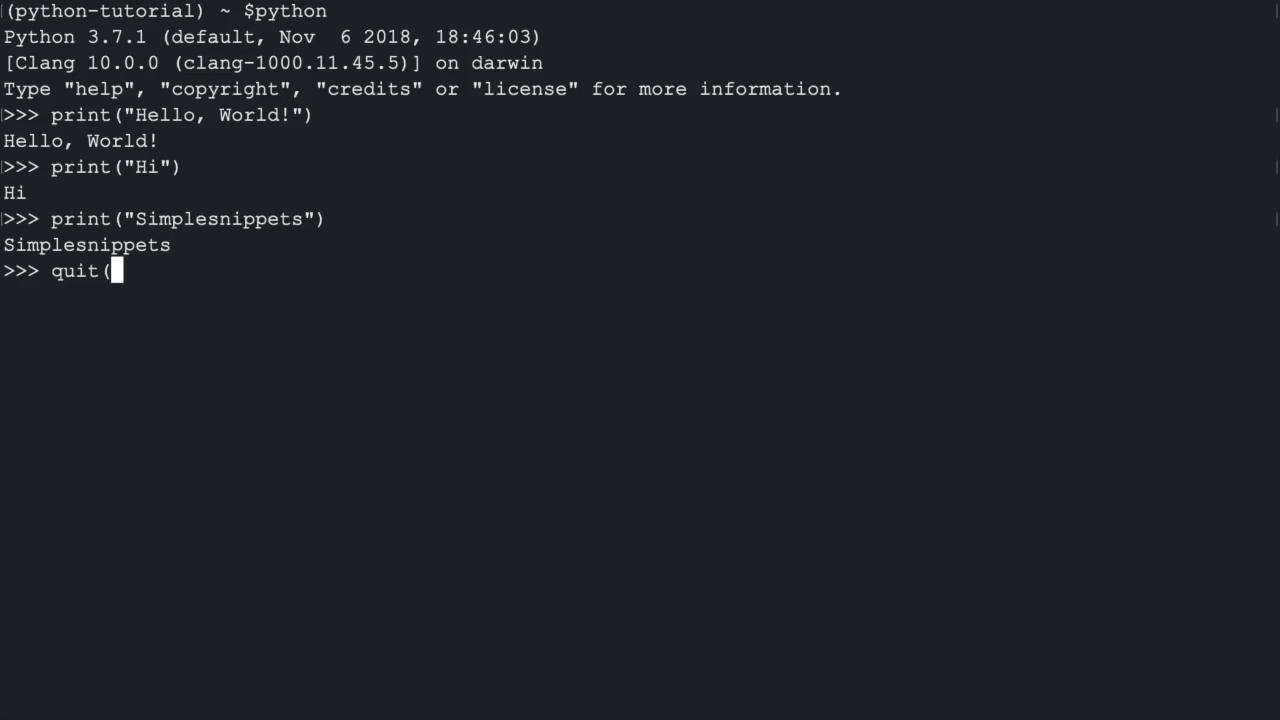 (python-tutorial) ~ $python
Python 3.7.1 (default, Nov  6 2018, 18:46:03)
[Clang 10.0.0 (clang-1000.11.45.5)] on darwin
Type "help", "copyright", "credits" or "license" for more information.
>>> print("Hello, World!")
Hello, World!
>>> print("Hi")
Hi
>>> print("Simplesnippets")
Simplesnippets
>>> quit(